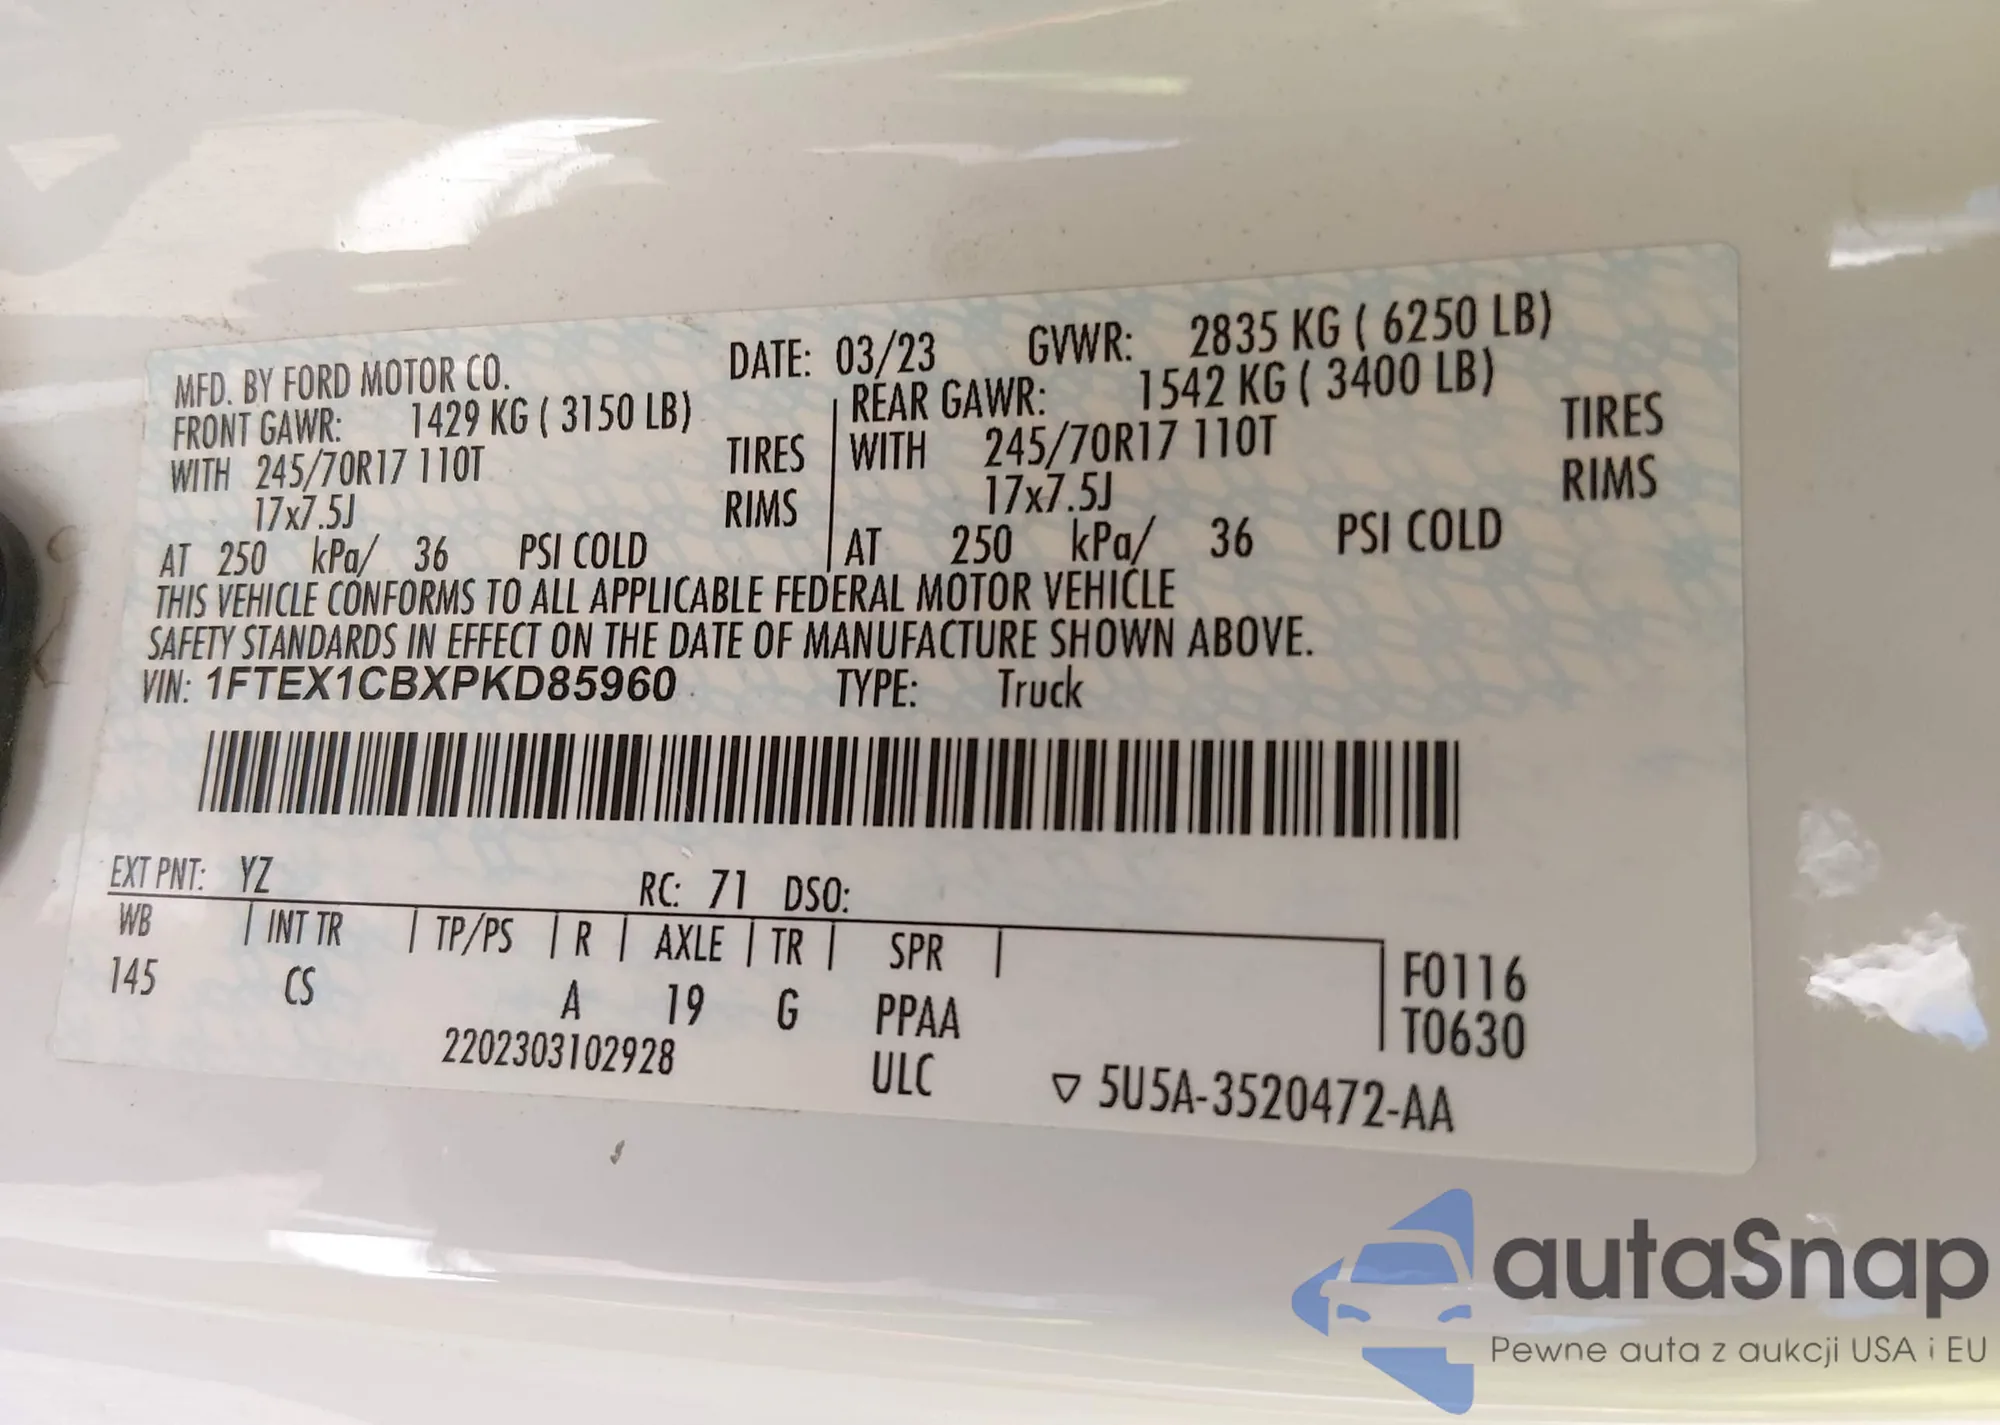 MFD. BY FORD MOTOR CO. DATE: 03/23 GVWR: 2835 KG ( 6250 LB)
FRONT GAWR: 1429 KG ( 3150 LB) REAR GAWR: 1542 KG ( 3400 LB)
WITH 245/70R17 110T TIRES WITH 245/70R17 110T TIRES
17x7.5J RIMS 17x7.5J RIMS
AT 250 kPa/ 36 PSI COLD AT 250 kPa/ 36 PSI COLD
THIS VEHICLE CONFORMS TO ALL APPLICABLE FEDERAL MOTOR VEHICLE
SAFETY STANDARDS IN EFFECT ON THE DATE OF MANUFACTURE SHOWN ABOVE.
VIN: 1FTEX1CBXPKD85960 TYPE: Truck
EXT PNT: YZ RC: 71 DSO:
WB INT TR TP/PS R AXLE TR SPR F0116
145 CS A 19 G PPAA T0630
2202303102928 ULC ▽ 5U5A-3520472-AA
autaSnap
Pewne auta z aukcji USA i EU